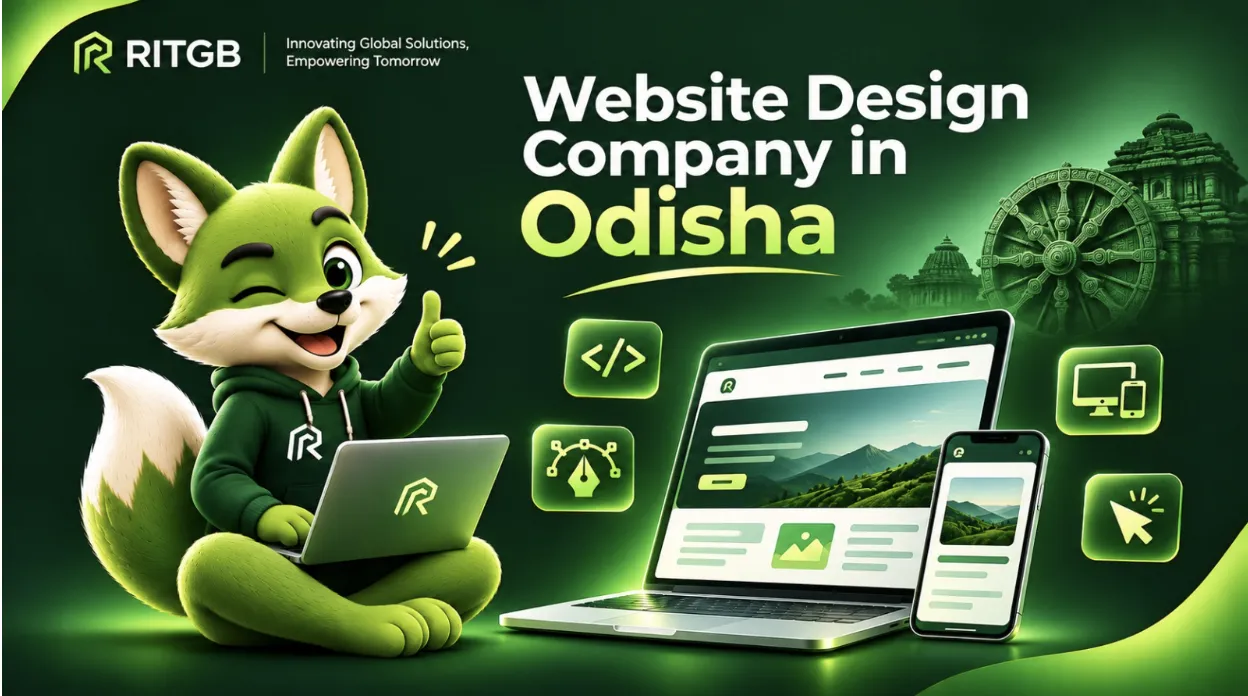 RITGB
Innovating Global Solutions,
Empowering Tomorrow
Website Design
Company in
Odisha
</>